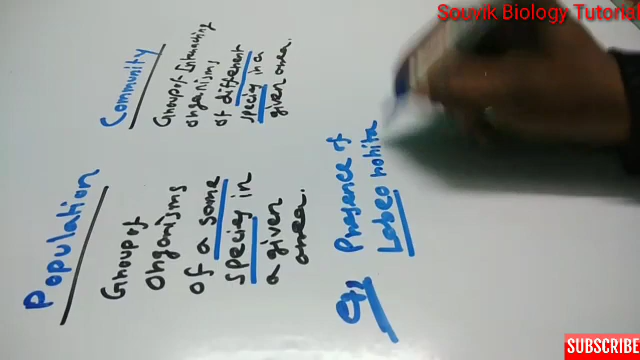 Souvik Biology Tutorial
Population
Group of
organisms
of a same
species in
a given
area.
Community
Group of Interacting
organisms
of different
species in a
given area.
Eg
Presence of
Labeo rohita
SUBSCRIBE